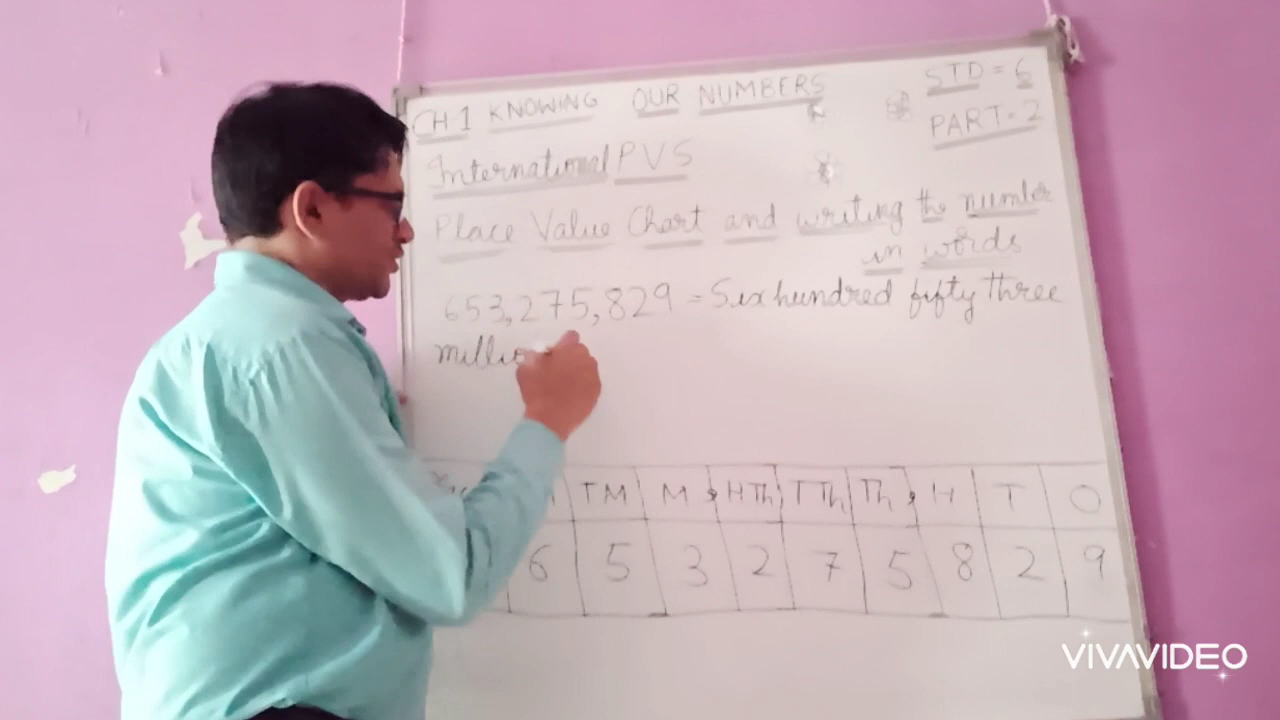 CH 1 KNOWING OUR NUMBERS
STD = 6
PART - 2
International PVS
Place Value Chart and writing the number
in words
653,275,829 = Six hundred fifty three
millio
TM M , HTh TTh Th , H T O
6 5 3 2 7 5 8 2 9
VIVAVIDEO